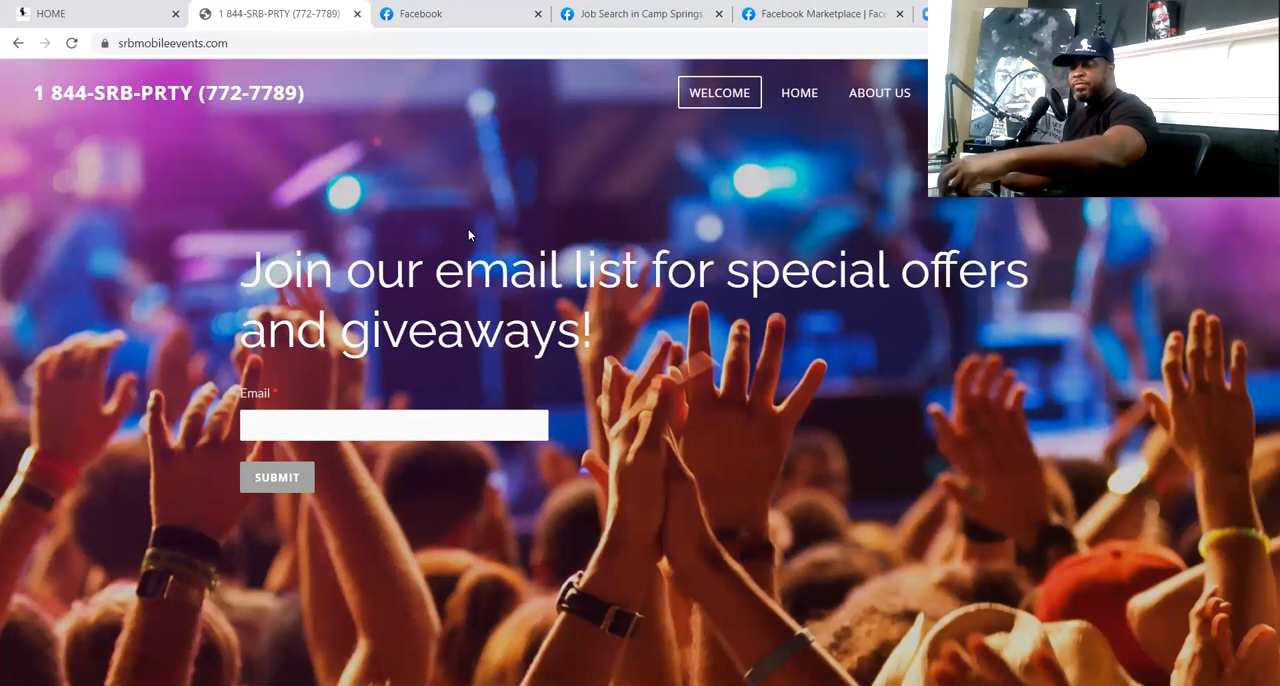 HOME
1 844-SRB-PRTY (772-7789)
Facebook
Job Search in Camp Springs,
Facebook Marketplace | Face
srbmobileevents.com
1 844-SRB-PRTY (772-7789)
WELCOME
HOME
ABOUT US
Join our email list for special offers
and giveaways!
Email *
SUBMIT